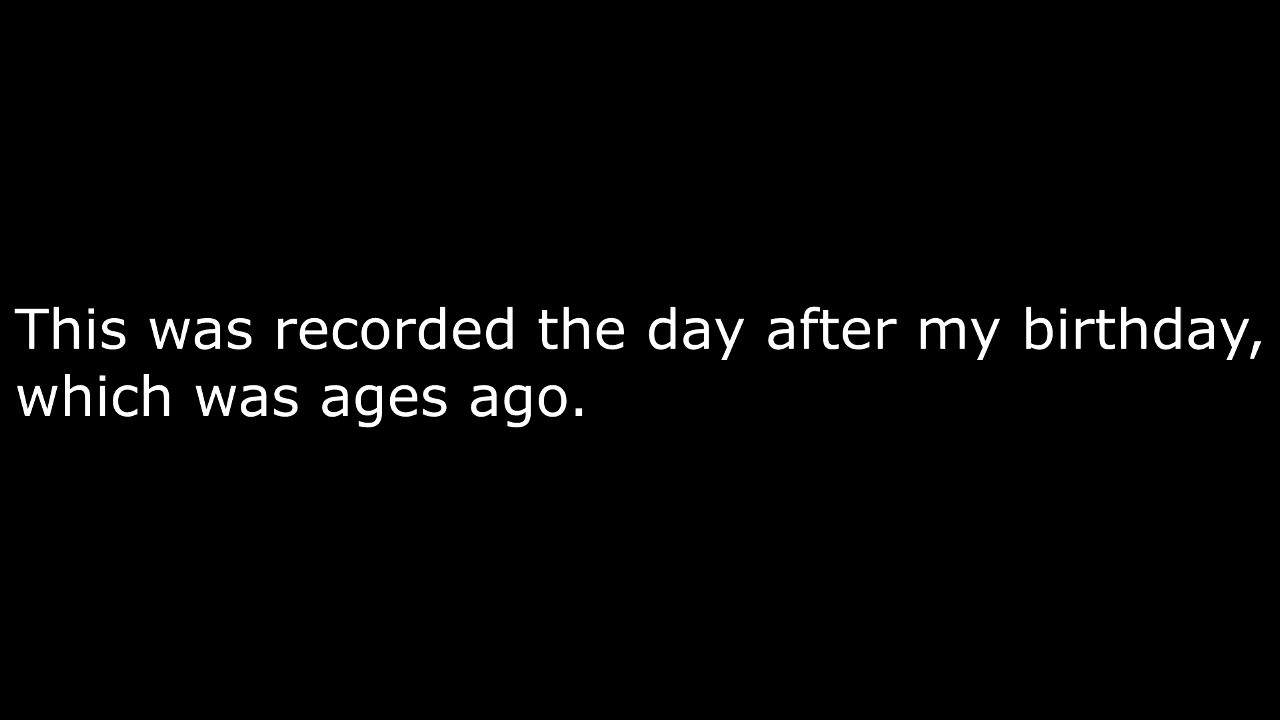 This was recorded the day after my birthday,
which was ages ago.